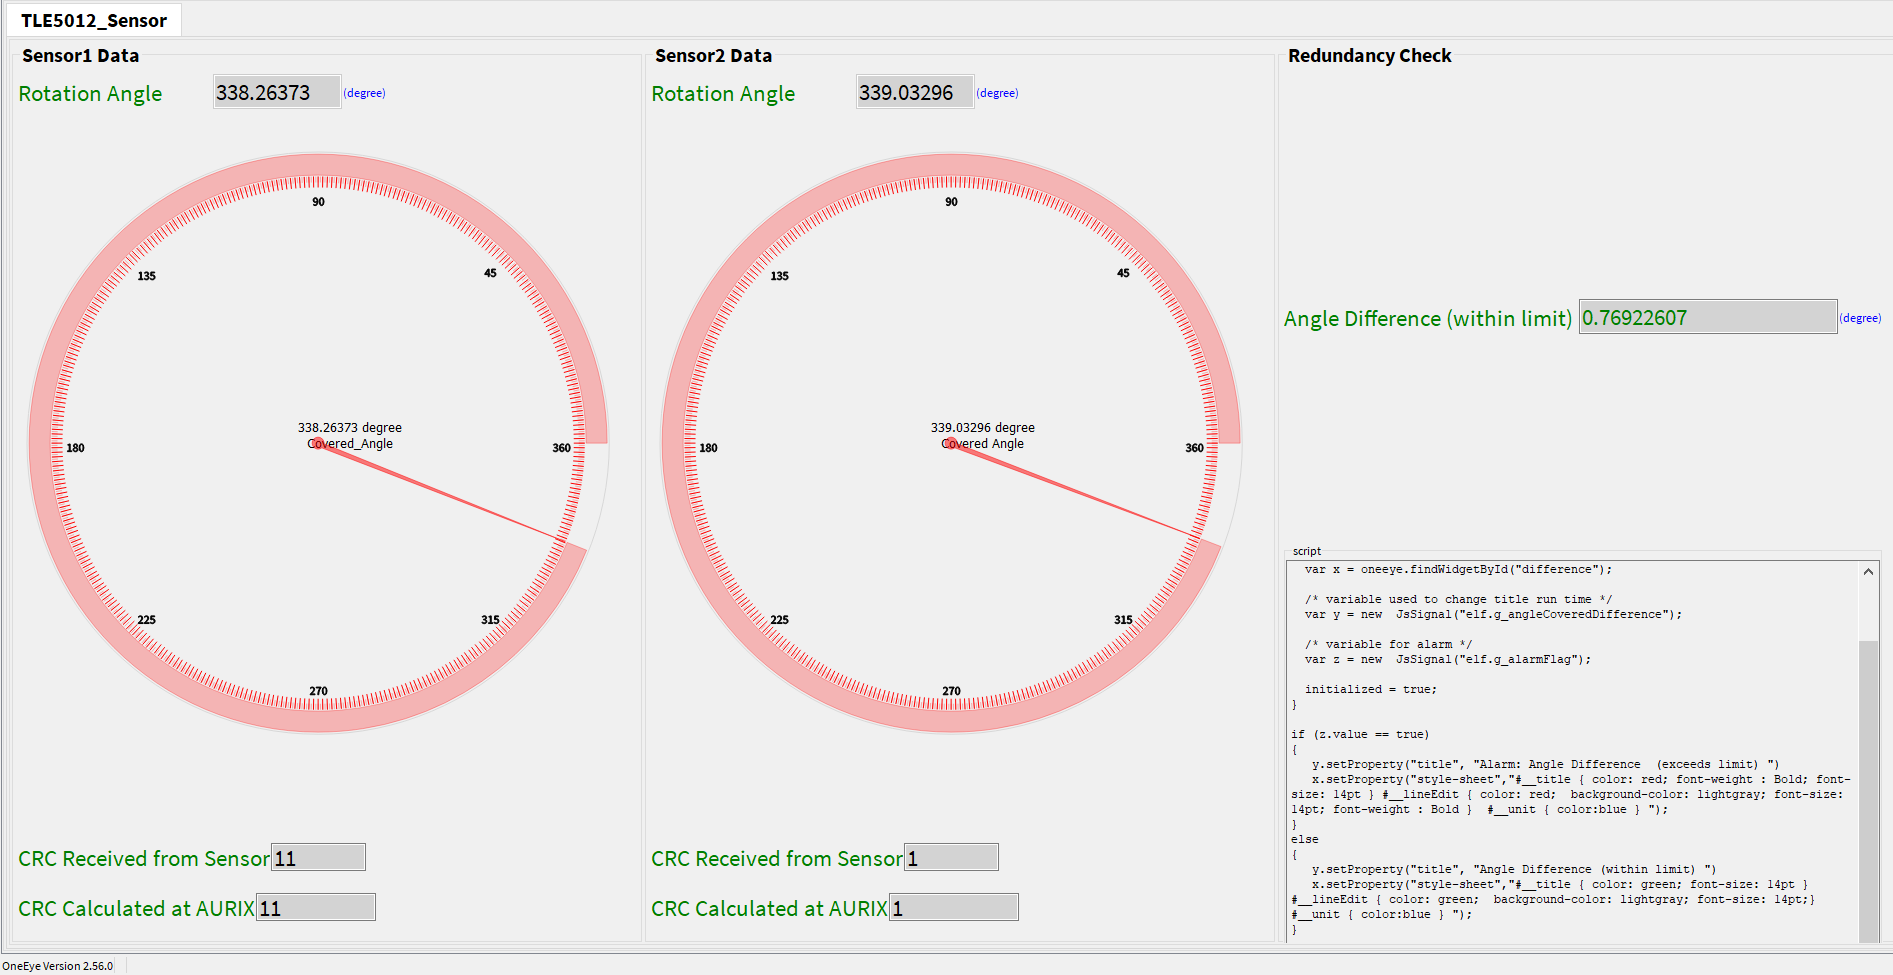 TLE5012_Sensor
Sensor1 Data
Rotation Angle 338.26373 (degree)
90
135
45
338.26373 degree
Covered_Angle
180
360
225
315
270
CRC Received from Sensor 11
CRC Calculated at AURIX 11
Sensor2 Data
Rotation Angle 339.03296 (degree)
90
135
45
339.03296 degree
Covered Angle
180
360
225
315
270
CRC Received from Sensor 1
CRC Calculated at AURIX 1
Redundancy Check
Angle Difference (within limit) 0.76922607 (degree)
script
var x = oneeye.findWidgetById("difference");
/* variable used to change title run time */
var y = new  JsSignal("elf.g_angleCoveredDifference");
/* variable for alarm */
var z = new  JsSignal("elf.g_alarmFlag");
initialized = true;
}
if (z.value == true)
{
y.setProperty("title", "Alarm: Angle Difference  (exceeds limit) ")
x.setProperty("style-sheet","#__title { color: red; font-weight : Bold; font-
size: 14pt } #__lineEdit { color: red;  background-color: lightgray; font-size:
14pt; font-weight : Bold }  #__unit { color:blue } ");
}
else
{
y.setProperty("title", "Angle Difference (within limit) ")
x.setProperty("style-sheet","#__title { color: green; font-size: 14pt }
#__lineEdit { color: green;  background-color: lightgray; font-size: 14pt;}
#__unit { color:blue } ");
}
OneEye Version 2.56.0